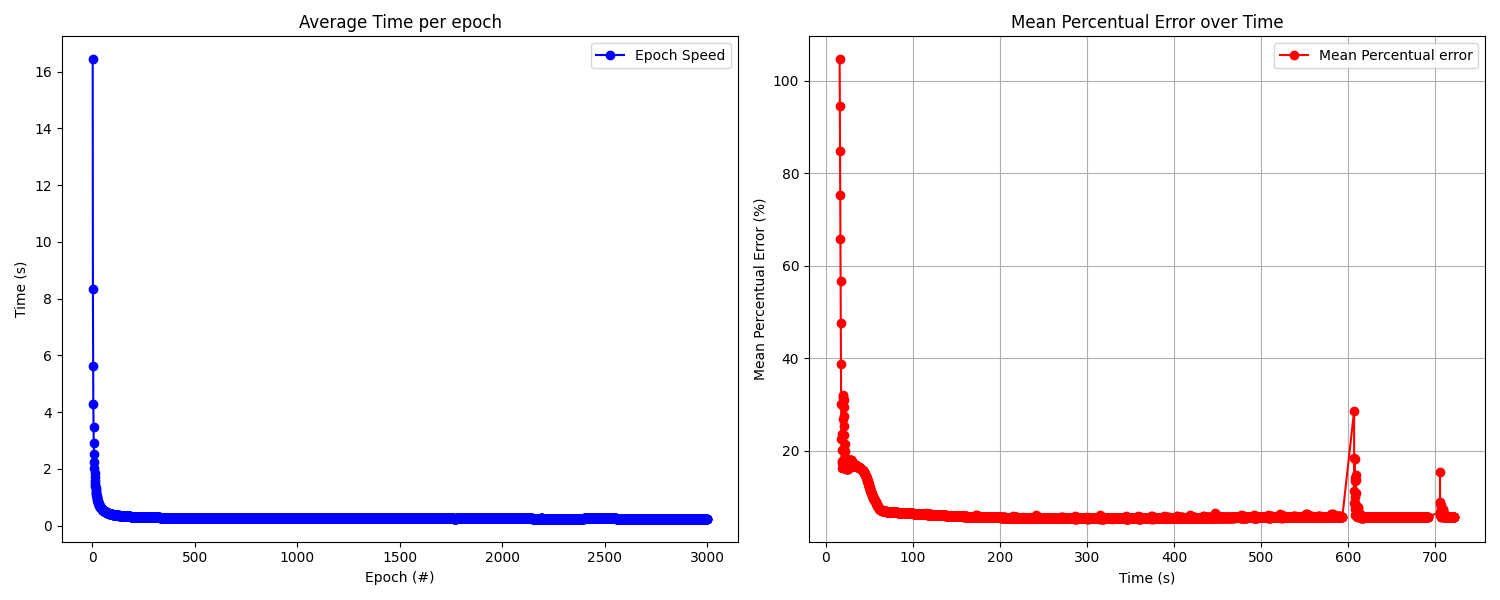 Average Time per epoch
Epoch Speed
Time (s)
16
14
12
10
8
6
4
2
0
0 500 1000 1500 2000 2500 3000
Epoch (#)
Mean Percentual Error over Time
Mean Percentual error
Mean Percentual Error (%)
100
80
60
40
20
0 100 200 300 400 500 600 700
Time (s)